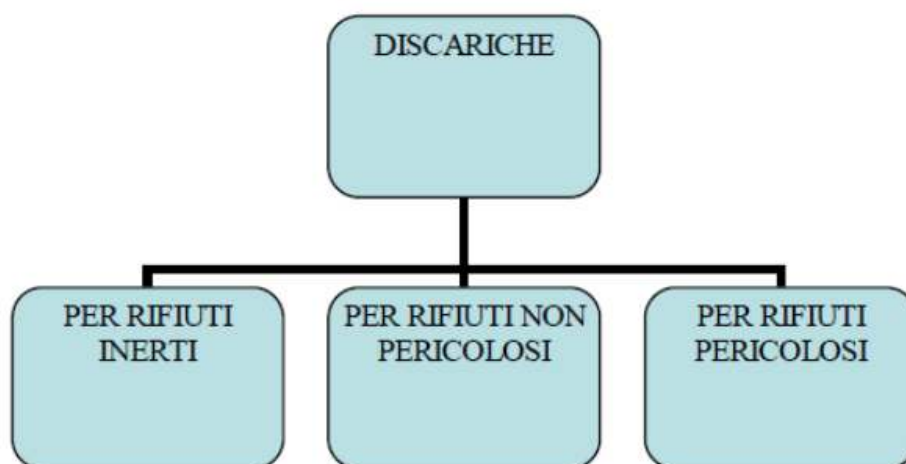 DISCARICHE
PER RIFIUTI
INERTI
PER RIFIUTI NON
PERICOLOSI
PER RIFIUTI
PERICOLOSI